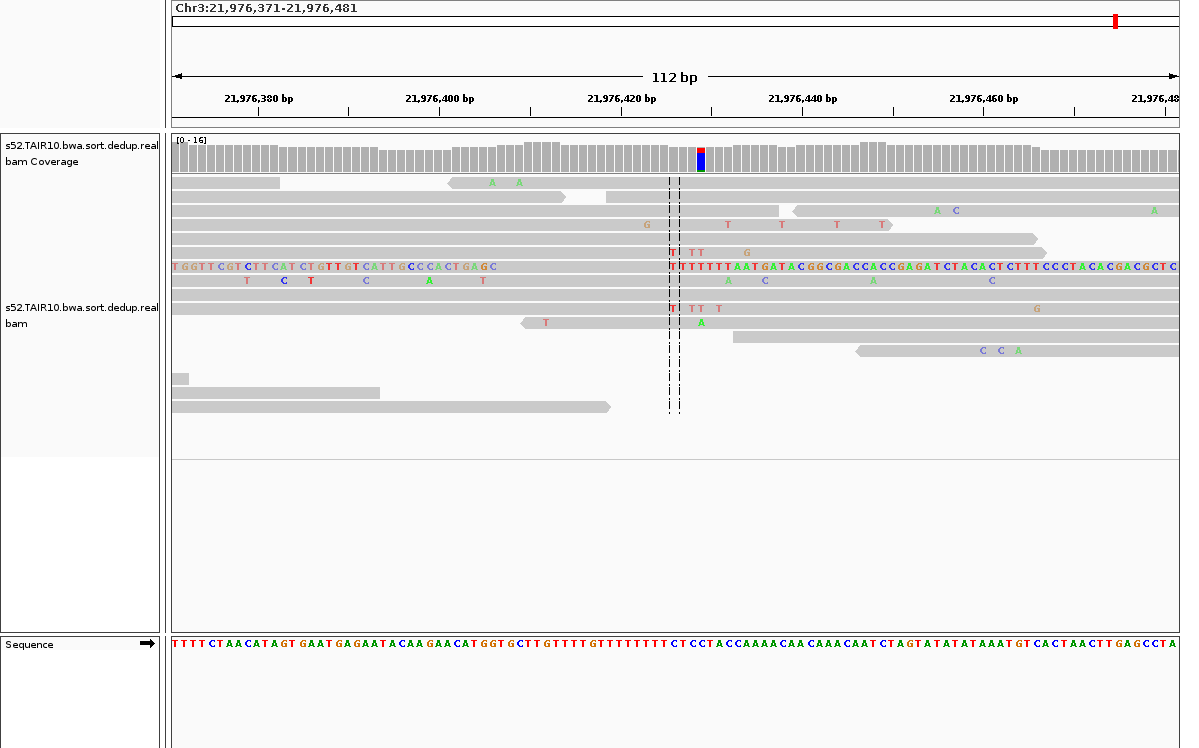 Chr3:21,976,371-21,976,481
112 bp
21,976,380 bp 21,976,400 bp 21,976,420 bp 21,976,440 bp 21,976,460 bp 21,976,48
s52.TAIR10.bwa.sort.dedup.real
bam Coverage
[0 - 16]
A A
A C A
G T T T T
T TT G
TGGTTCGTCTTCATCTGTTGTCATTGCCCACTGAGC TTTTTTTAATGATACGGCGACCACCGAGATCTACACTCTTTCCCTACACGACGCTC
T C T C A T A C A C
s52.TAIR10.bwa.sort.dedup.real
bam
T TT T G
T A
C C A
Sequence
TTTTCTAACATAGTGAATGAGAATACAAGAACATGGTGCTTGTTTTGTTTTTTTTCTCCTACCAAAACAACAAACAATCTAGTATATATAAATGTCACTAACTTGAGCCTA